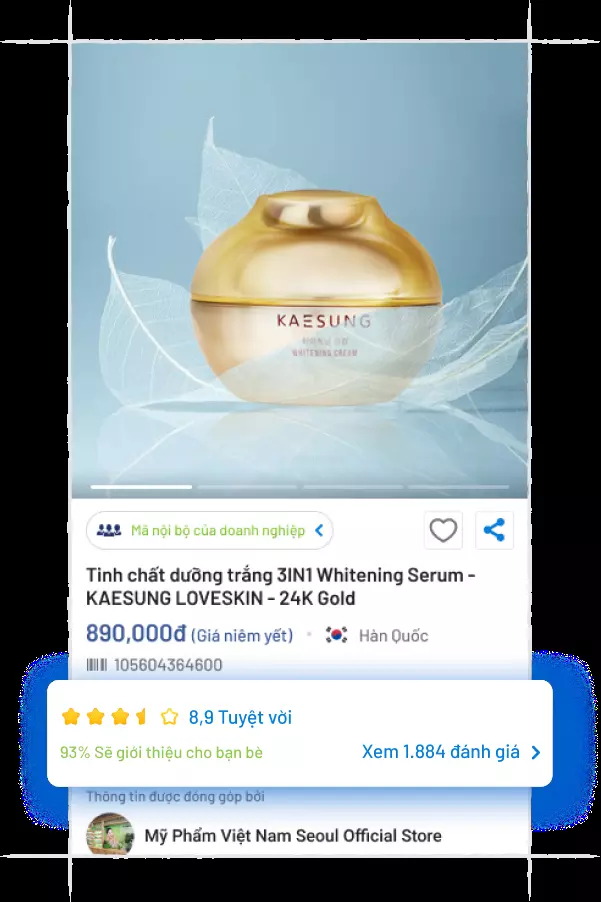 KAESUNG
WHITENING CREAM
Mã nội bộ của doanh nghiệp
Tinh chất dưỡng trắng 3IN1 Whitening Serum -
KAESUNG LOVESKIN - 24K Gold
890,000đ (Giá niêm yết) • Hàn Quốc
105604364600
8,9 Tuyệt vời
93% Sẽ giới thiệu cho bạn bè
Xem 1.884 đánh giá
Thông tin được đóng góp bởi
Mỹ Phẩm Việt Nam Seoul Official Store